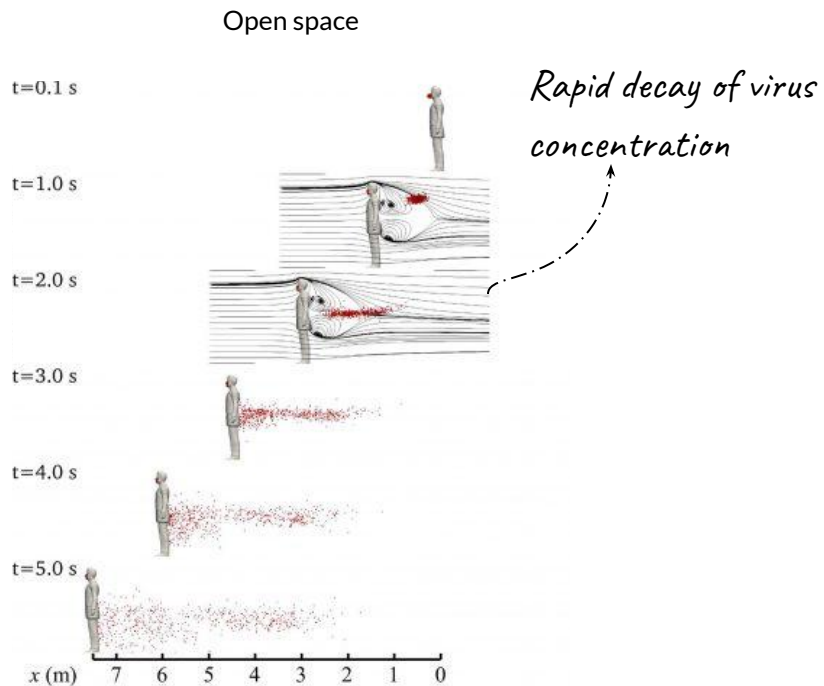 Open space
Rapid decay of virus
concentration
t=0.1 s
t=1.0 s
t=2.0 s
t=3.0 s
t=4.0 s
t=5.0 s
x (m) 7 6 5 4 3 2 1 0